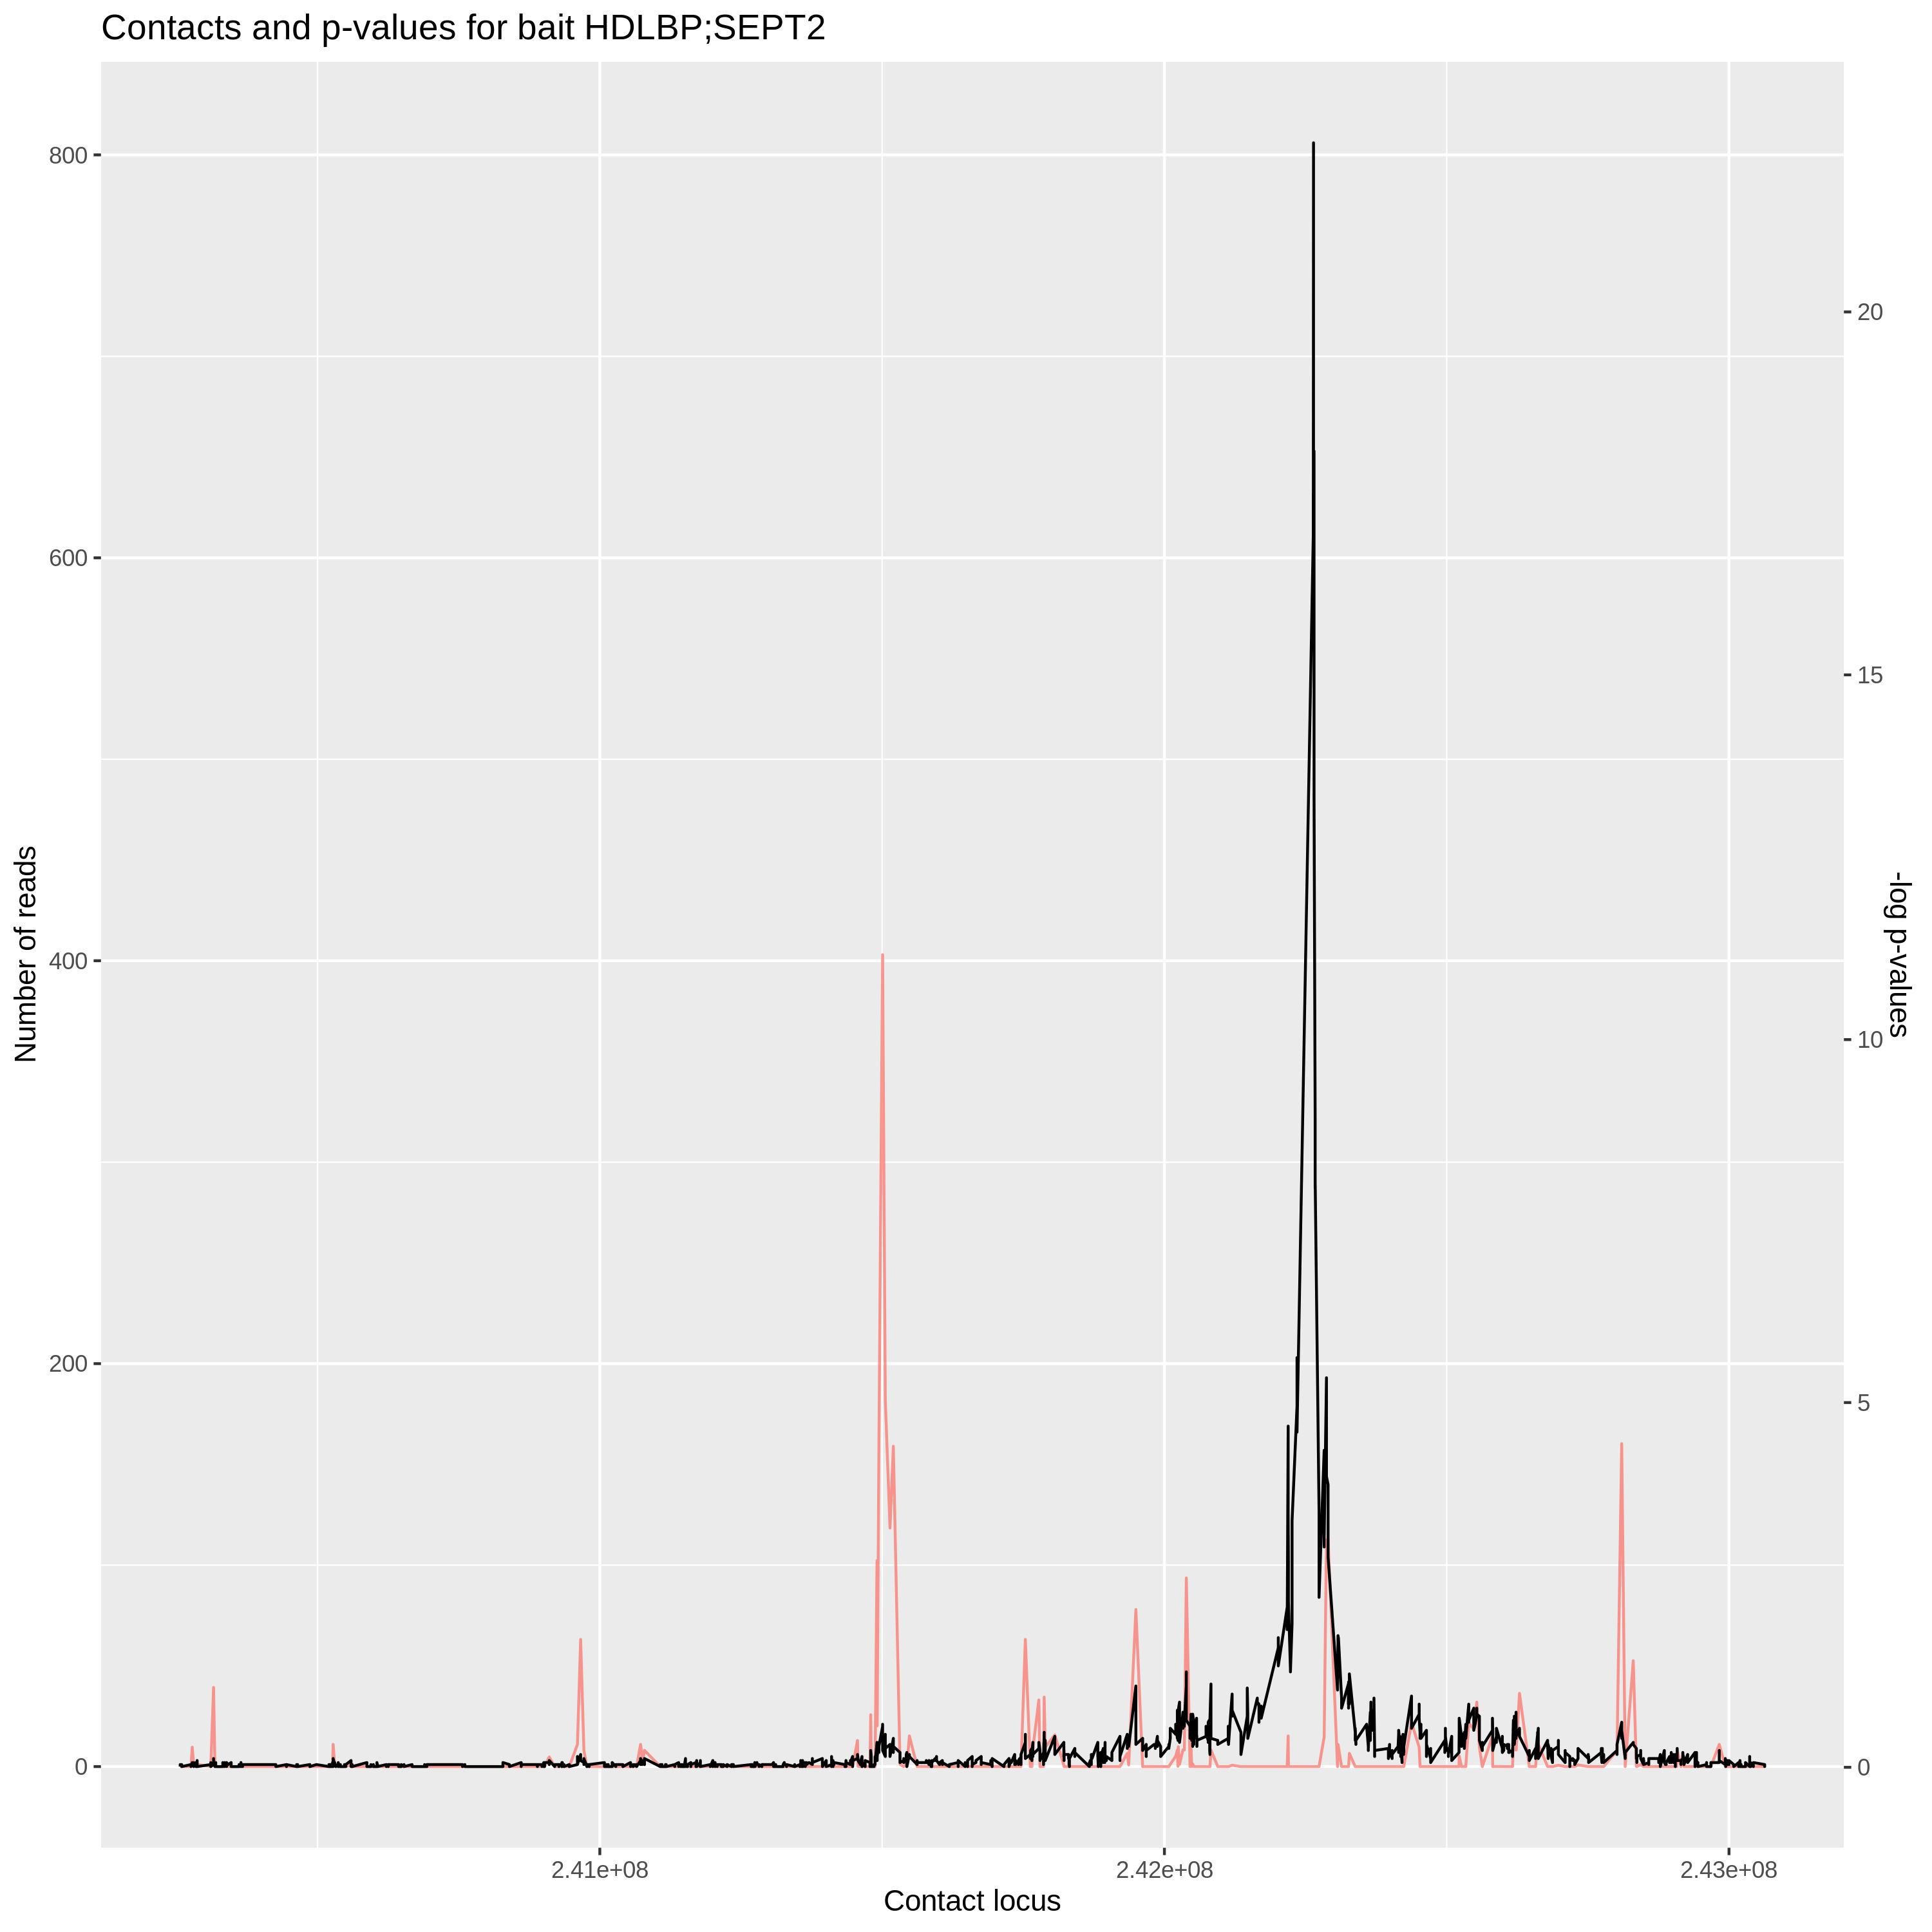 Contacts and p-values for bait HDLBP;SEPT2
800
600
400
200
0
Number of reads
20
15
10
5
0
-log p-values
2.41e+08
2.42e+08
2.43e+08
Contact locus